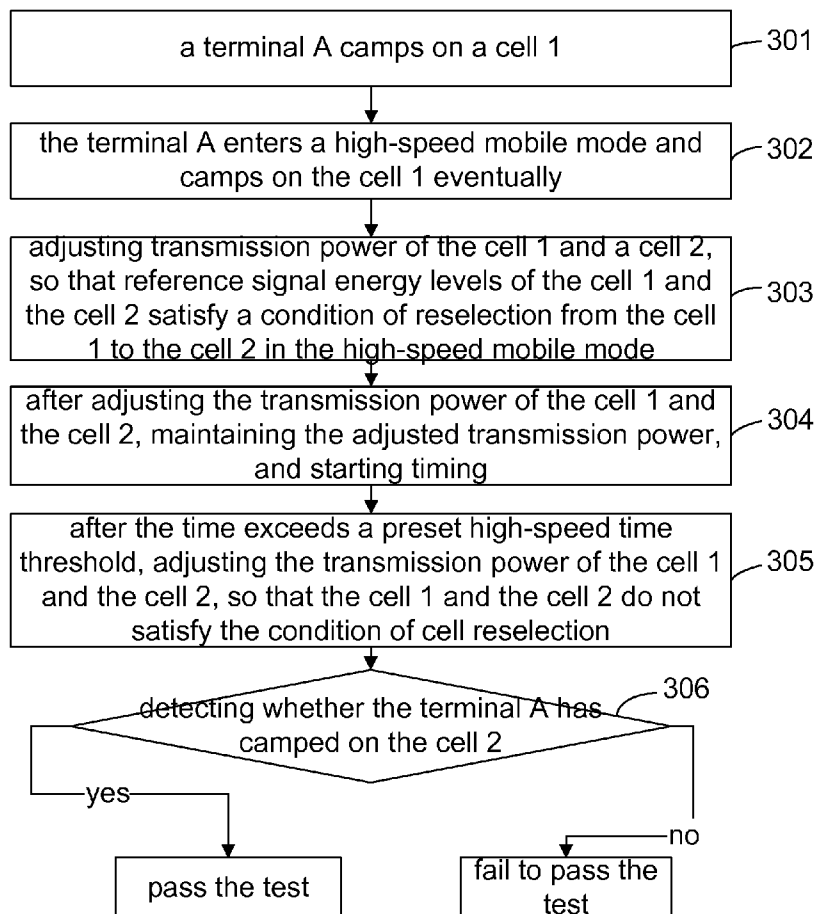 a terminal A camps on a cell 1
301
the terminal A enters a high-speed mobile mode and
camps on the cell 1 eventually
302
adjusting transmission power of the cell 1 and a cell 2,
so that reference signal energy levels of the cell 1 and
the cell 2 satisfy a condition of reselection from the cell
1 to the cell 2 in the high-speed mobile mode
303
after adjusting the transmission power of the cell 1 and
the cell 2, maintaining the adjusted transmission power,
and starting timing
304
after the time exceeds a preset high-speed time
threshold, adjusting the transmission power of the cell 1
and the cell 2, so that the cell 1 and the cell 2 do not
satisfy the condition of cell reselection
305
detecting whether the terminal A has
camped on the cell 2
306
yes
no
pass the test
fail to pass the
test